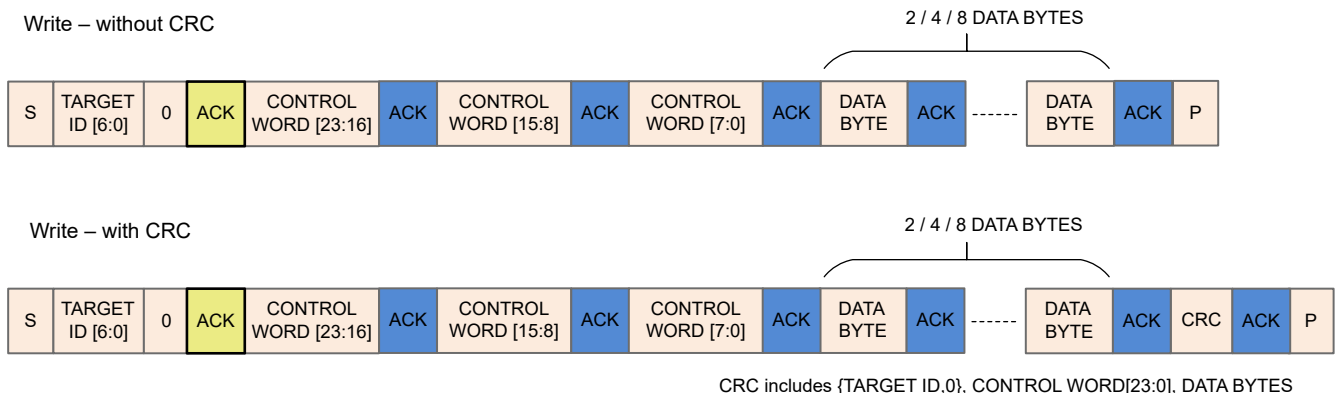 Write – without CRC
2 / 4 / 8 DATA BYTES
S TARGET ID [6:0] 0 ACK CONTROL WORD [23:16] ACK CONTROL WORD [15:8] ACK CONTROL WORD [7:0] ACK DATA BYTE ACK ------ DATA BYTE ACK P
Write – with CRC
2 / 4 / 8 DATA BYTES
S TARGET ID [6:0] 0 ACK CONTROL WORD [23:16] ACK CONTROL WORD [15:8] ACK CONTROL WORD [7:0] ACK DATA BYTE ACK ------ DATA BYTE ACK CRC ACK P
CRC includes {TARGET ID,0}, CONTROL WORD[23:0], DATA BYTES